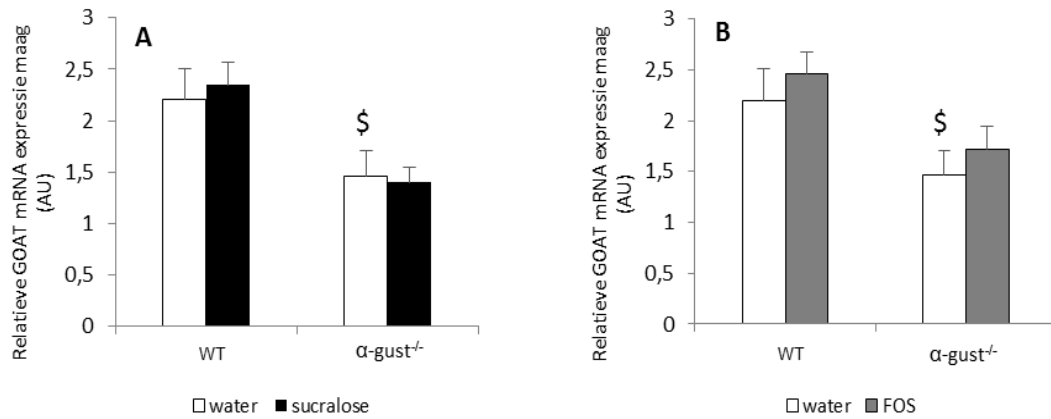 A
Relatieve GOAT mRNA expressie maag
(AU)
3
2,5
2
1,5
1
0,5
0
$
WT
α-gust-/-
water
sucralose
B
Relatieve GOAT mRNA expressie maag
(AU)
3
2,5
2
1,5
1
0,5
0
$
WT
α-gust-/-
water
FOS